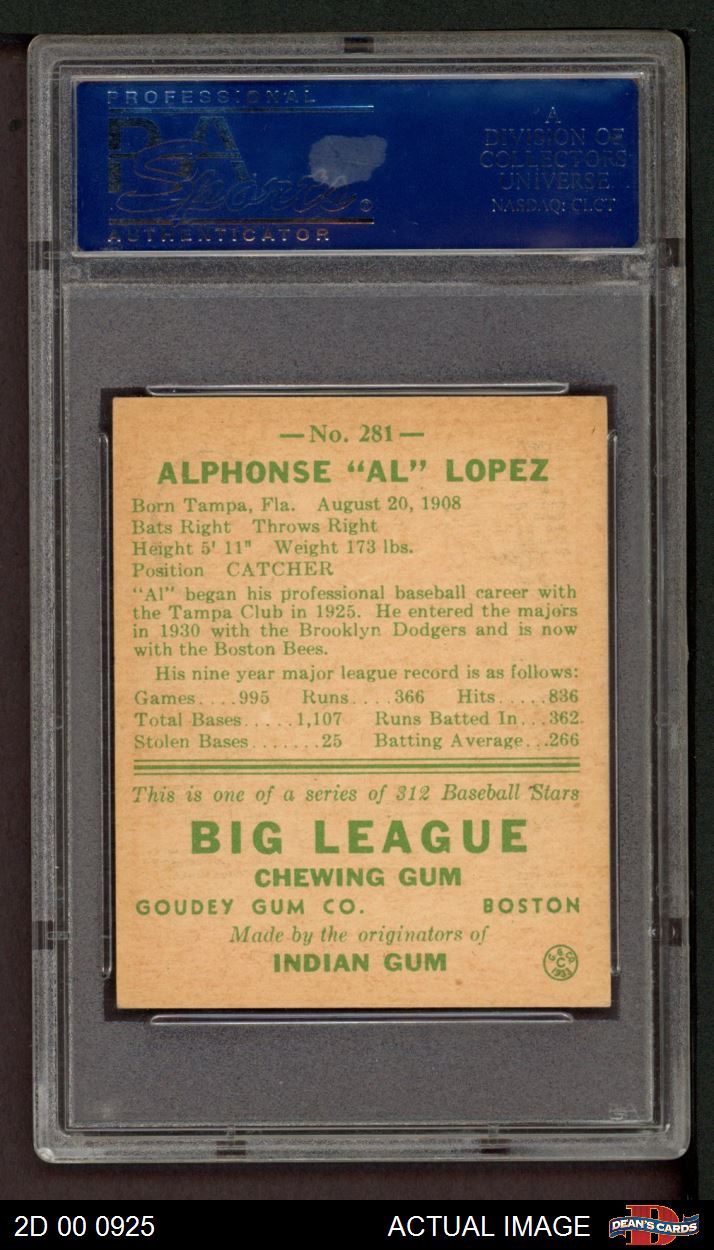 PROFESSIONAL
PSA
Sports ®
AUTHENTICATOR
A
DIVISION OF
COLLECTORS
UNIVERSE
NASDAQ: CLCT
—No. 281—
ALPHONSE "AL" LOPEZ
Born Tampa, Fla. August 20, 1908
Bats Right Throws Right
Height 5' 11" Weight 173 lbs.
Position CATCHER
"Al" began his professional baseball career with
the Tampa Club in 1925. He entered the majors
in 1930 with the Brooklyn Dodgers and is now
with the Boston Bees.
His nine year major league record is as follows:
Games....995 Runs....366 Hits.....836
Total Bases.....1,107 Runs Batted In...362
Stolen Bases.......25 Batting Average...266
This is one of a series of 312 Baseball Stars
BIG LEAGUE
CHEWING GUM
GOUDEY GUM CO. BOSTON
Made by the originators of
INDIAN GUM
2D 00 0925 ACTUAL IMAGE
DEAN'S CARDS